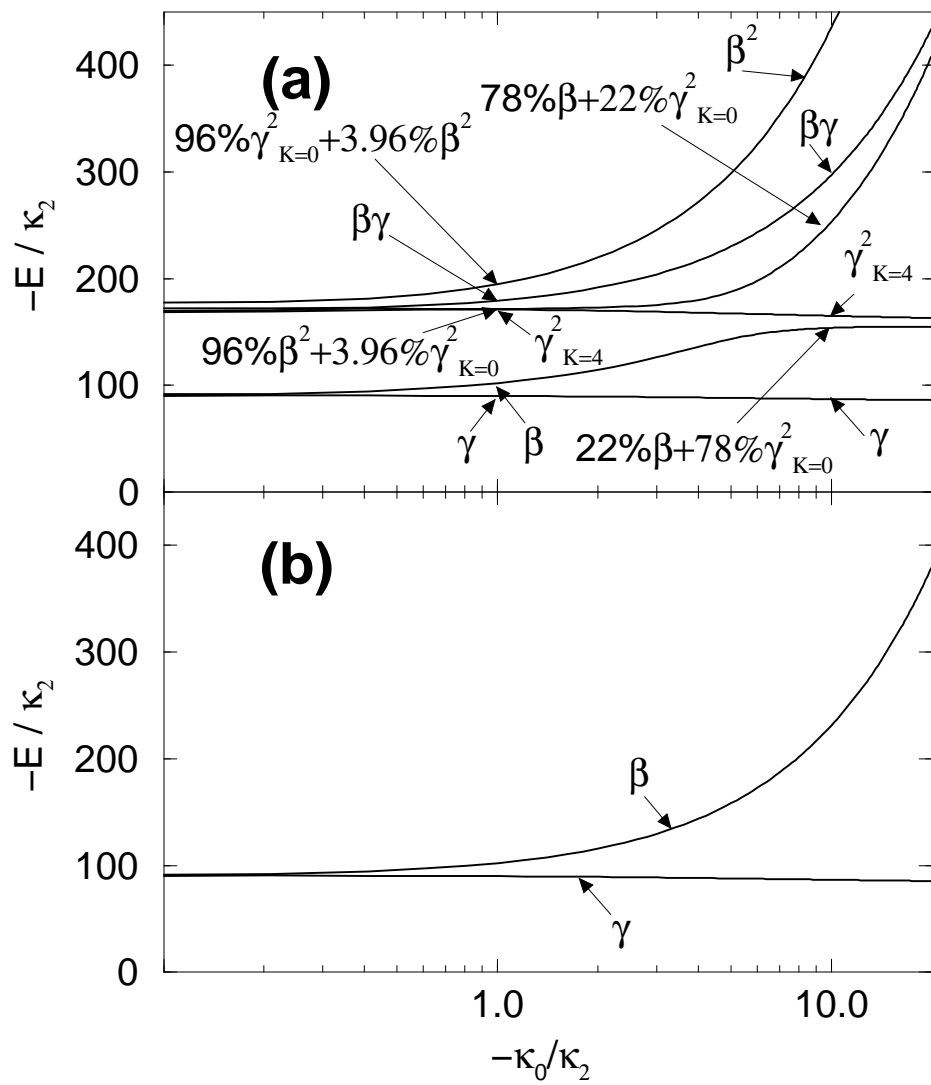 400
(a)
β²
78%β+22%γ²K=0
96%γ²K=0+3.96%β²
βγ
300
βγ
−E / κ₂
200
γ²K=4
96%β²+3.96%γ²K=0
γ²K=4
100
γ
β
22%β+78%γ²K=0
γ
0
400
(b)
300
−E / κ₂
200
β
100
γ
0
1.0
10.0
−κ₀/κ₂